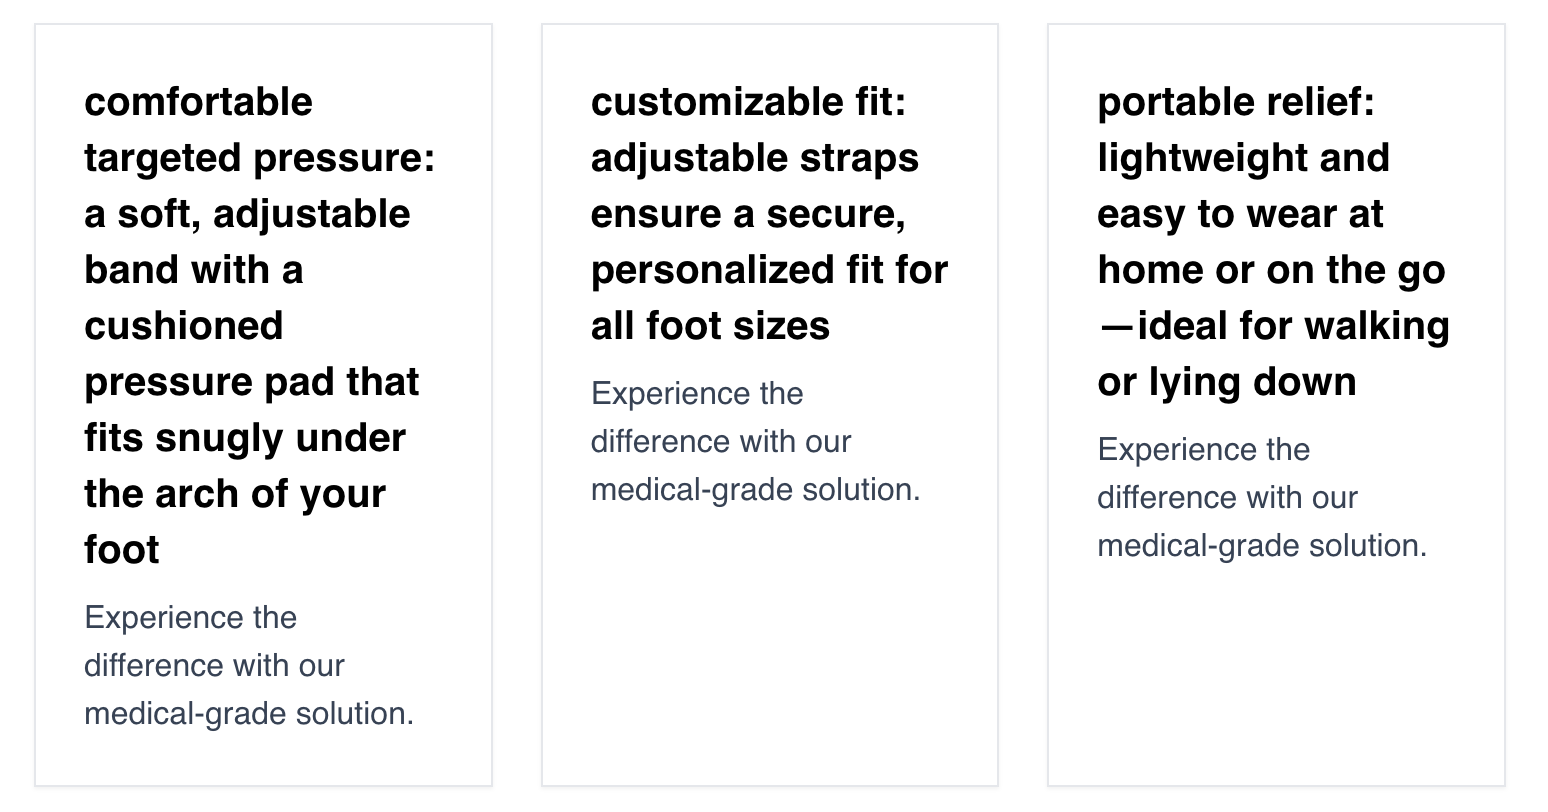 comfortable
targeted pressure:
a soft, adjustable
band with a
cushioned
pressure pad that
fits snugly under
the arch of your
foot
Experience the
difference with our
medical-grade solution.
customizable fit:
adjustable straps
ensure a secure,
personalized fit for
all foot sizes
Experience the
difference with our
medical-grade solution.
portable relief:
lightweight and
easy to wear at
home or on the go
—ideal for walking
or lying down
Experience the
difference with our
medical-grade solution.